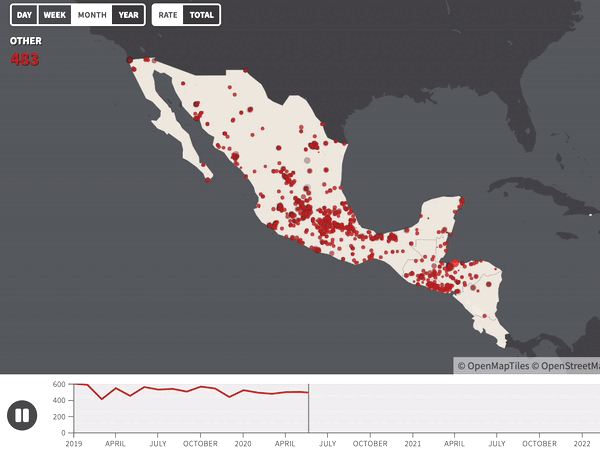 DAY WEEK MONTH YEAR RATE TOTAL
OTHER
483
© OpenMapTiles © OpenStreetMa
600
400
200
0
2019 APRIL JULY OCTOBER 2020 APRIL JULY OCTOBER 2021 APRIL JULY OCTOBER 2022